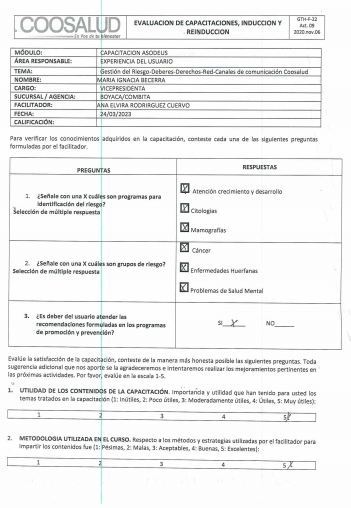 COOSALUD
En Pos de tu bienestar
EVALUACION DE CAPACITACIONES, INDUCCION Y REINDUCCION
GTH-F-22
Act. 09
2020.nov.06
MÓDULO: CAPACITACION ASODEUS
ÁREA RESPONSABLE: EXPERIENCIA DEL USUARIO
TEMA: Gestión del Riesgo-Deberes-Derechos-Red-Canales de comunicación Coosalud
NOMBRE: MARIA IGNACIA BECERRA
CARGO: VICEPRESIDENTA
SUCURSAL / AGENCIA: BOYACA/COMBITA
FACILITADOR: ANA ELVIRA RODRIRGUEZ CUERVO
FECHA: 24/03/2023
CALIFICACIÓN:
Para verificar los conocimientos adquiridos en la capacitación, conteste cada una de las siguientes preguntas
formuladas por el facilitador.
PREGUNTAS
RESPUESTAS
1. ¿Señale con una X cuáles son programas para
identificación del riesgo?
Selección de múltiple respuesta
X Atención crecimiento y desarrollo
X Citologias
X Mamografías
2. ¿Señale con una X cuáles son grupos de riesgo?
Selección de múltiple respuesta
X Cáncer
X Enfermedades Huerfanas
X Problemas de Salud Mental
3. ¿Es deber del usuario atender las
recomendaciones formuladas en los programas
de promoción y prevención?
SI X NO
Evalúe la satisfacción de la capacitación, conteste de la manera más honesta posible las siguientes preguntas. Toda
sugerencia adicional que nos aporte se la agradeceremos e intentaremos realizar los mejoramientos pertinentes en
las próximas actividades. Por favor, evalúe en la escala 1-5.
1. UTILIDAD DE LOS CONTENIDOS DE LA CAPACITACIÓN. Importancia y utilidad que han tenido para usted los
temas tratados en la capacitación (1: Inútiles, 2: Poco útiles, 3: Moderadamente útiles, 4: Útiles, 5: Muy útiles):
1 2 3 4 5 X
2. METODOLOGIA UTILIZADA EN EL CURSO. Respecto a los métodos y estrategias utilizadas por el facilitador para
impartir los contenidos fue (1: Pésimas, 2: Malas, 3: Aceptables, 4: Buenas, 5: Excelentes):
1 2 3 4 5 X